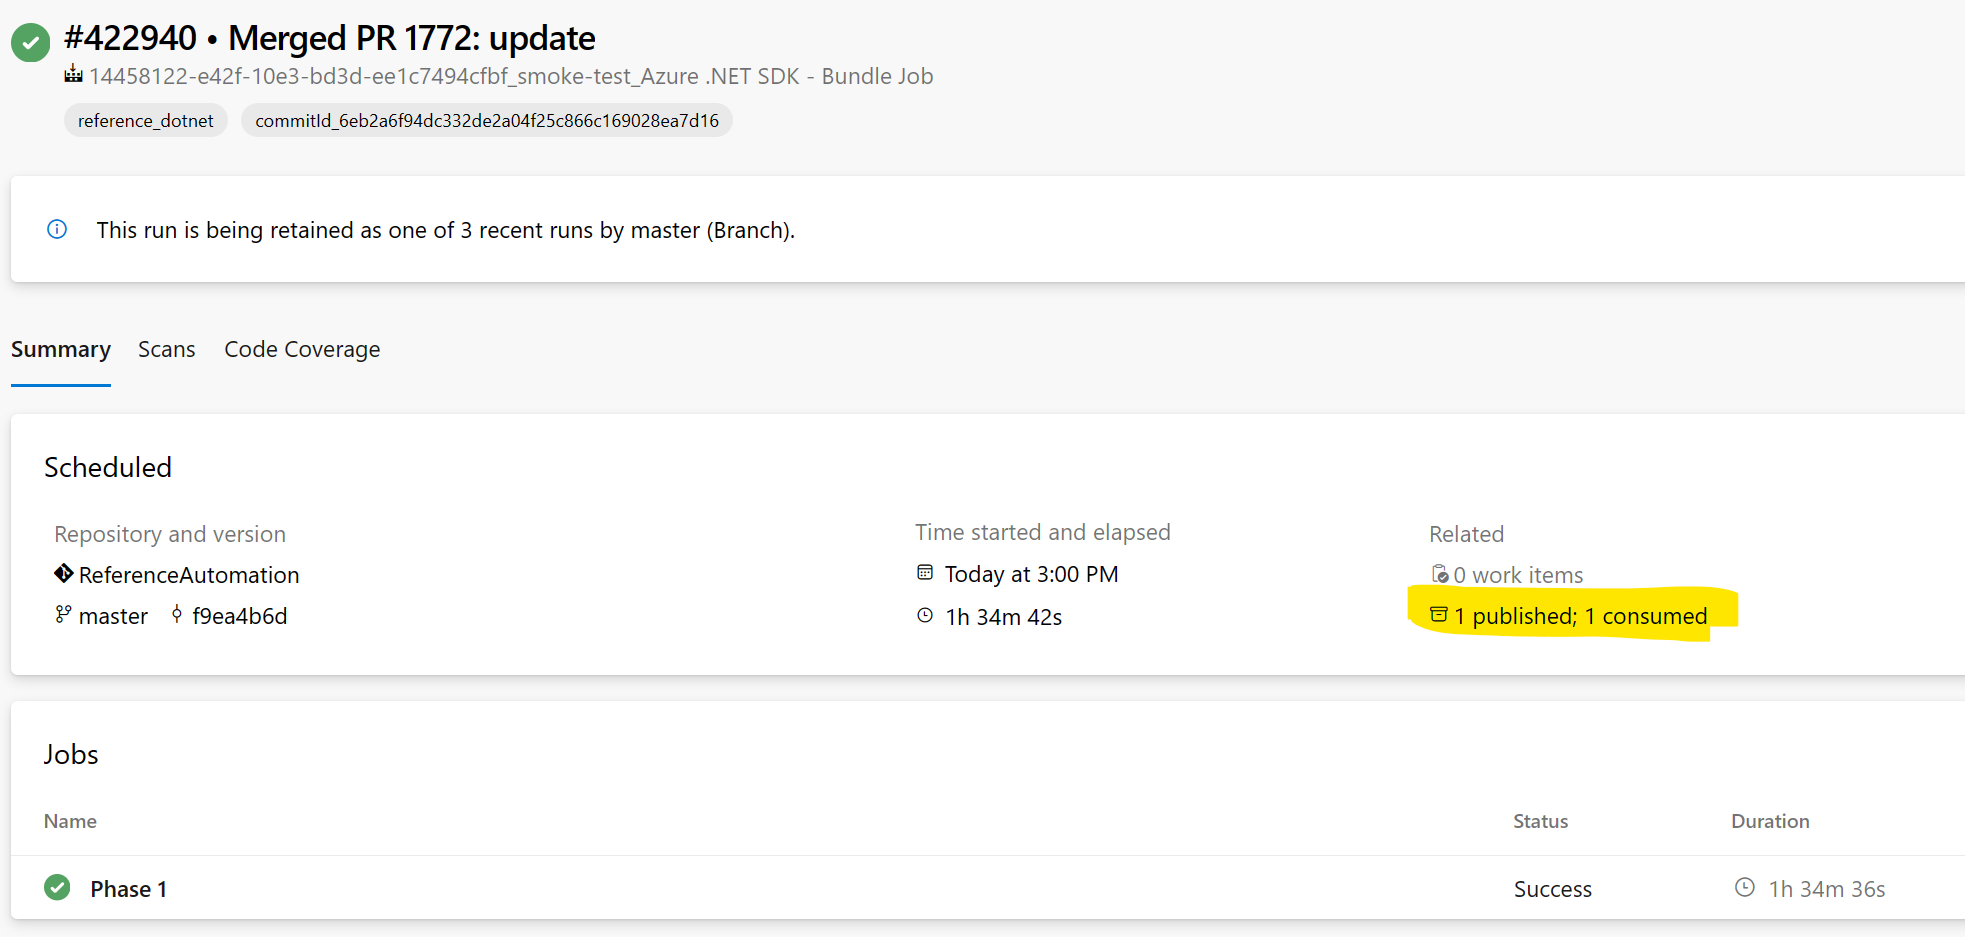 #422940 • Merged PR 1772: update
14458122-e42f-10e3-bd3d-ee1c7494cfbf_smoke-test_Azure .NET SDK - Bundle Job
reference_dotnet commitId_6eb2a6f94dc332de2a04f25c866c169028ea7d16
This run is being retained as one of 3 recent runs by master (Branch).
Summary Scans Code Coverage
Scheduled
Repository and version
ReferenceAutomation
master f9ea4b6d
Time started and elapsed
Today at 3:00 PM
1h 34m 42s
Related
0 work items
1 published; 1 consumed
Jobs
Name Status Duration
Phase 1 Success 1h 34m 36s